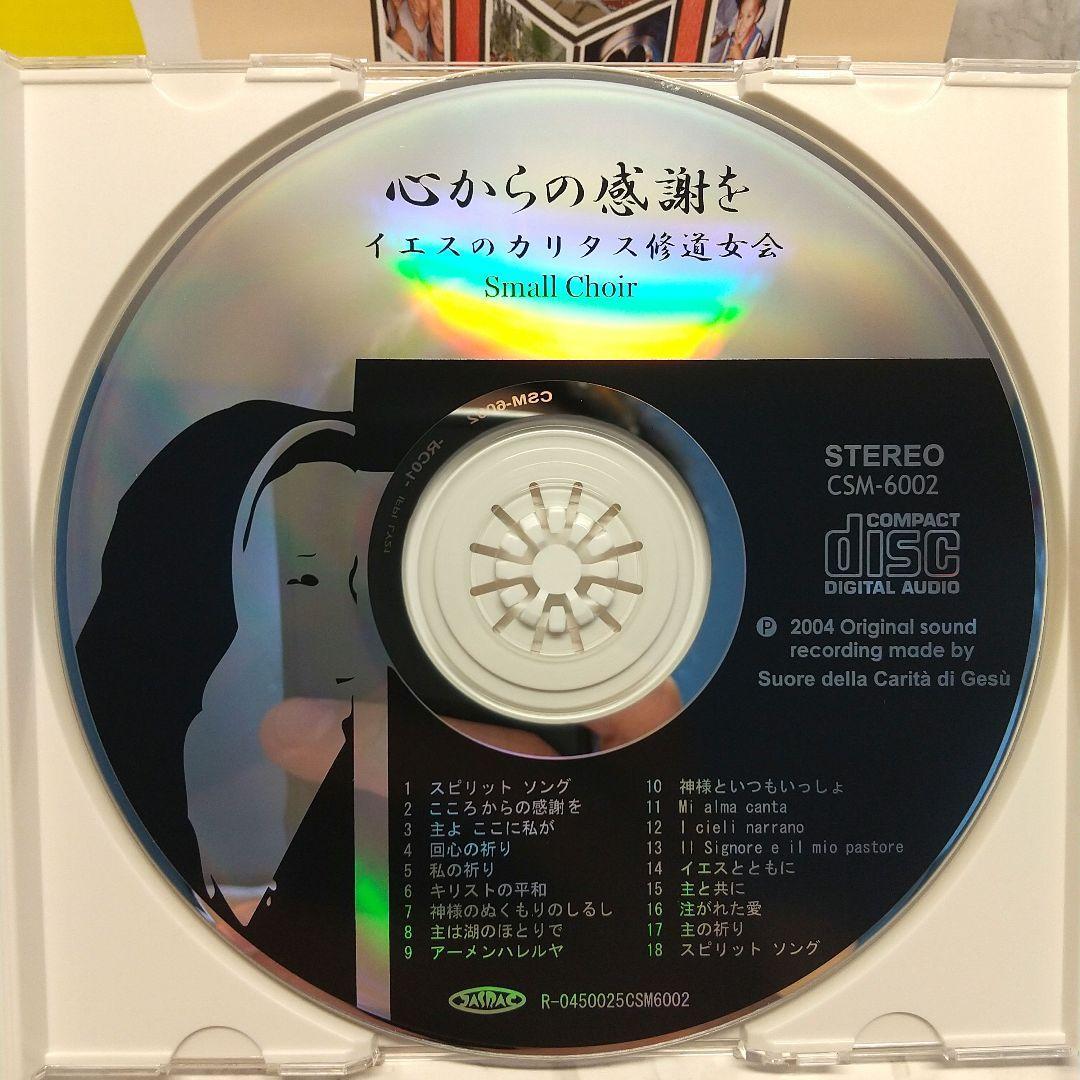 心からの感謝を
イエスのカリタス修道女会
Small Choir
CSM-6002
-RC01- IFPI LY21
STEREO
CSM-6002
COMPACT
disc
DIGITAL AUDIO
Ⓟ 2004 Original sound
recording made by
Suore della Carità di Gesù
1 スピリット ソング
2 こころからの感謝を
3 主よ ここに私が
4 回心の祈り
5 私の祈り
6 キリストの平和
7 神様のぬくもりのしるし
8 主は湖のほとりで
9 アーメンハレルヤ
10 神様といつもいっしょ
11 Mi alma canta
12 I cieli narrano
13 Il Signore e il mio pastore
14 イエスとともに
15 主と共に
16 注がれた愛
17 主の祈り
18 スピリット ソング
JASRAC
R-0450025CSM6002